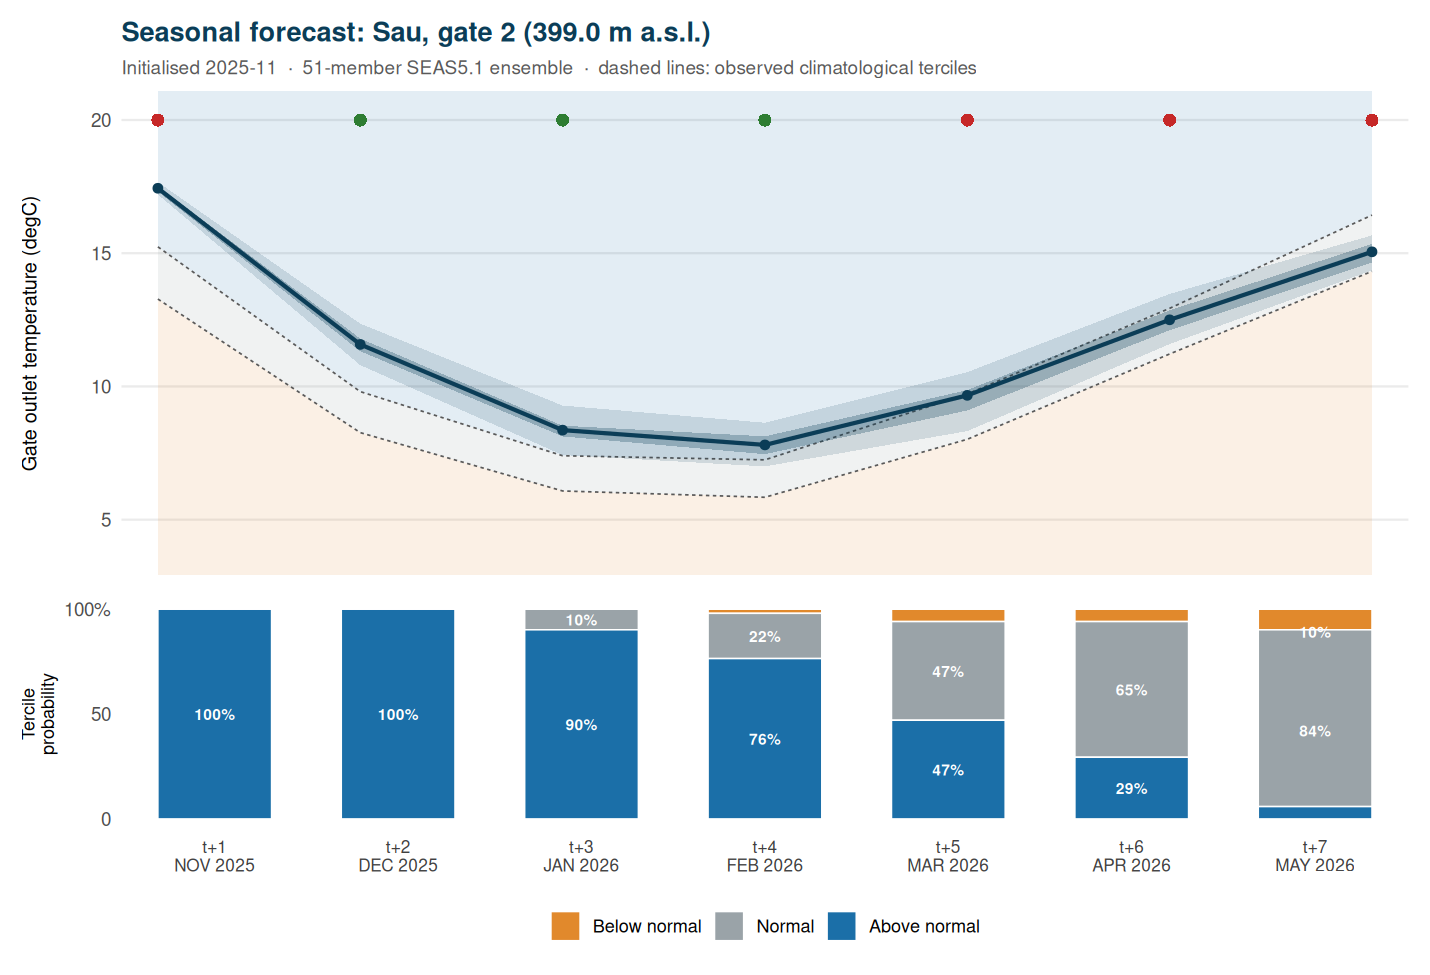 Seasonal forecast: Sau, gate 2 (399.0 m a.s.l.)
Initialised 2025-11 · 51-member SEAS5.1 ensemble · dashed lines: observed climatological terciles
Gate outlet temperature (degC)
20
15
10
5
Tercile
probability
100%
50
0
100%
100%
10%
90%
22%
76%
47%
47%
65%
29%
10%
84%
t+1
NOV 2025
t+2
DEC 2025
t+3
JAN 2026
t+4
FEB 2026
t+5
MAR 2026
t+6
APR 2026
t+7
MAY 2026
Below normal
Normal
Above normal